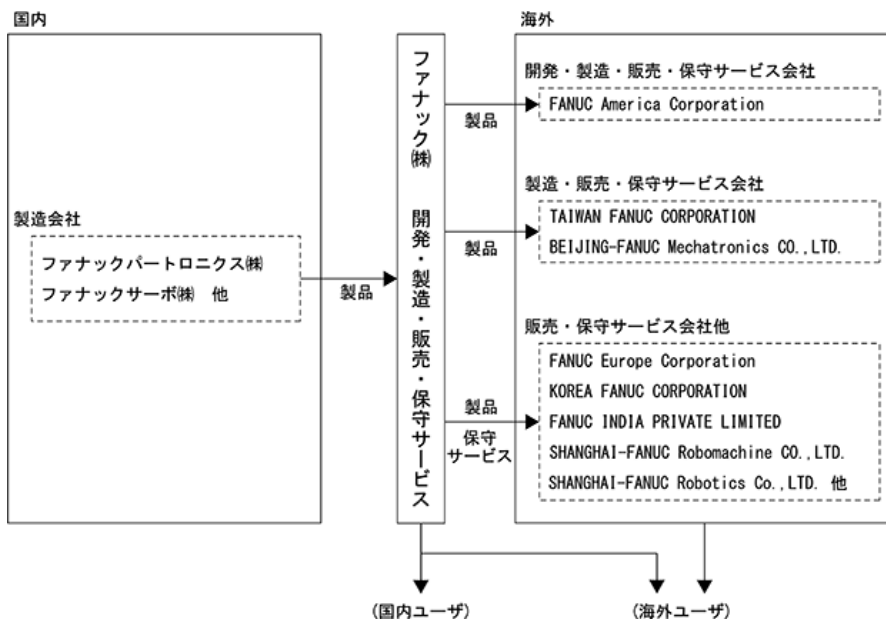 国内
製造会社
ファナックパートロニクス㈱
ファナックサーボ㈱ 他
製品
ファナック㈱ 開発・製造・販売・保守サービス
海外
開発・製造・販売・保守サービス会社
製品
FANUC America Corporation
製造・販売・保守サービス会社
製品
TAIWAN FANUC CORPORATION
BEIJING-FANUC Mechatronics CO.,LTD.
販売・保守サービス会社他
製品
保守
サービス
FANUC Europe Corporation
KOREA FANUC CORPORATION
FANUC INDIA PRIVATE LIMITED
SHANGHAI-FANUC Robomachine CO.,LTD.
SHANGHAI-FANUC Robotics Co.,LTD. 他
(国内ユーザ)
(海外ユーザ)